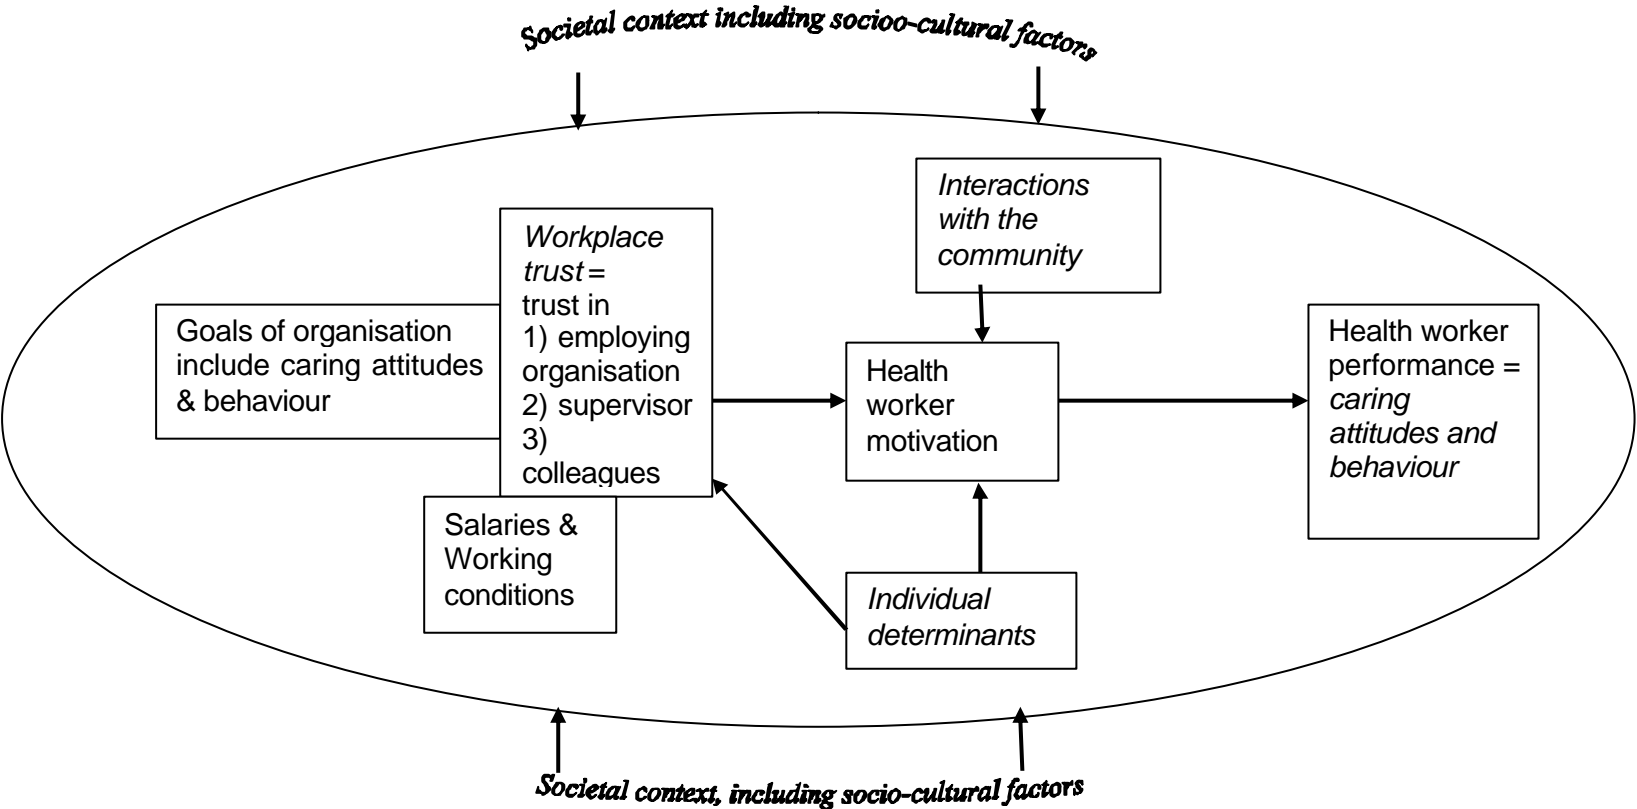 Societal context including socioo-cultural factors
Interactions
with the
community
Workplace
trust =
trust in
1) employing
organisation
2) supervisor
3)
colleagues
Goals of organisation
include caring attitudes
& behaviour
Health
worker
motivation
Health worker
performance =
caring
attitudes and
behaviour
Salaries &
Working
conditions
Individual
determinants
Societal context, including socio-cultural factors